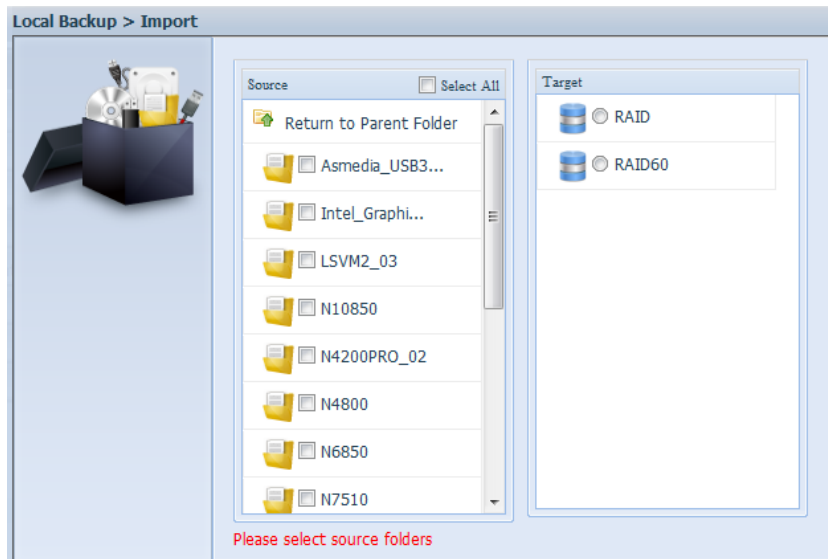 Local Backup > Import
Source
Select All
Return to Parent Folder
Asmedia_USB3...
Intel_Graphi...
LSVM2_03
N10850
N4200PRO_02
N4800
N6850
N7510
Target
RAID
RAID60
Please select source folders